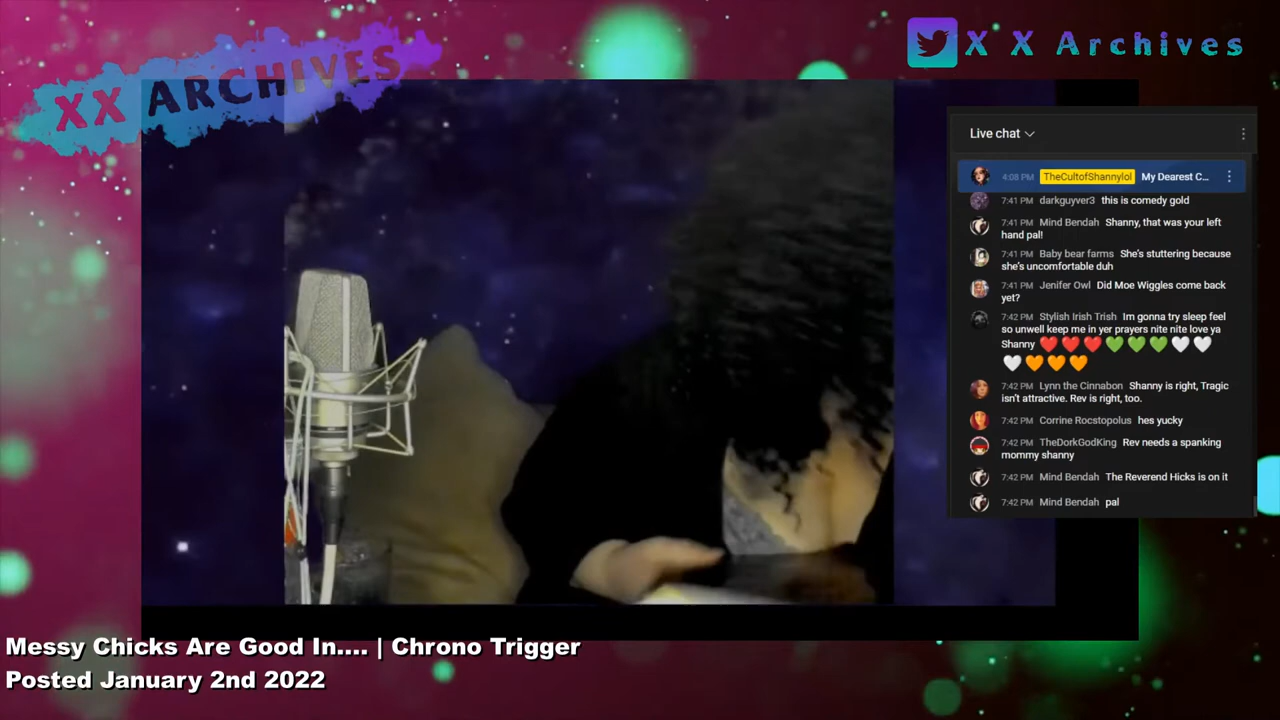 XX ARCHIVES
X X Archives
Live chat
4:08 PM TheCultofShannylol My Dearest C...
7:41 PM darkguyver3 this is comedy gold
7:41 PM Mind Bendah Shanny, that was your left
hand pal!
7:41 PM Baby bear farms She's stuttering because
she's uncomfortable duh
7:41 PM Jenifer Owl Did Moe Wiggles come back
yet?
7:42 PM Stylish Irish Trish Im gonna try sleep feel
so unwell keep me in yer prayers nite nite love ya
Shanny ❤️❤️❤️💚💚💚🤍🤍
🤍🧡🧡🧡
7:42 PM Lynn the Cinnabon Shanny is right, Tragic
isn't attractive. Rev is right, too.
7:42 PM Corrine Rocstopolus hes yucky
7:42 PM TheDorkGodKing Rev needs a spanking
mommy shanny
7:42 PM Mind Bendah The Reverend Hicks is on it
7:42 PM Mind Bendah pal
Messy Chicks Are Good In.... | Chrono Trigger
Posted January 2nd 2022